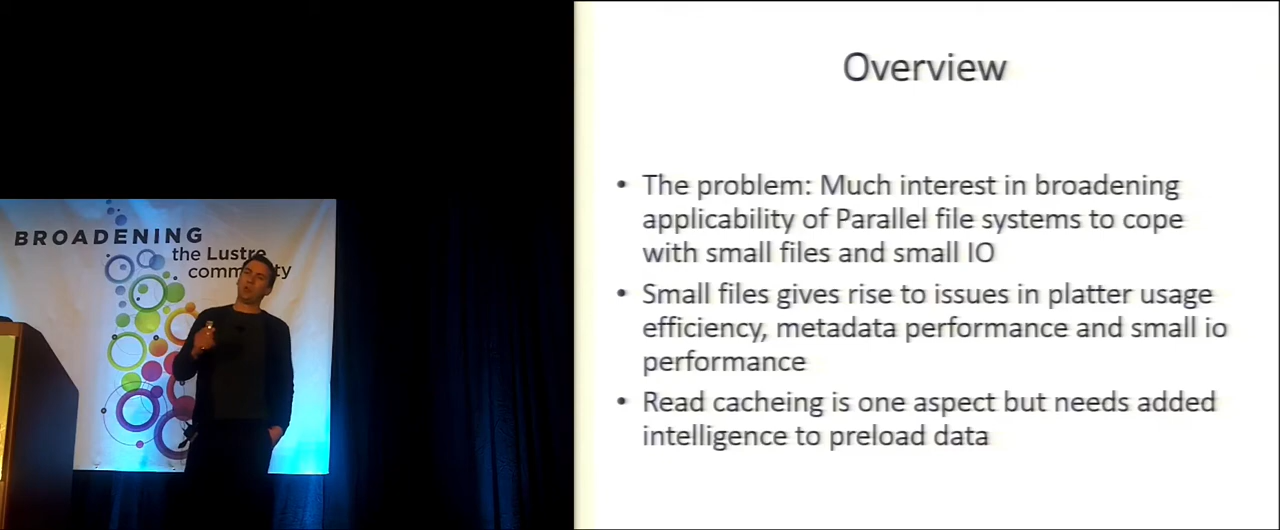 BROADENING
the Lustre
community
Overview
• The problem: Much interest in broadening
applicability of Parallel file systems to cope
with small files and small IO
• Small files gives rise to issues in platter usage
efficiency, metadata performance and small io
performance
• Read cacheing is one aspect but needs added
intelligence to preload data